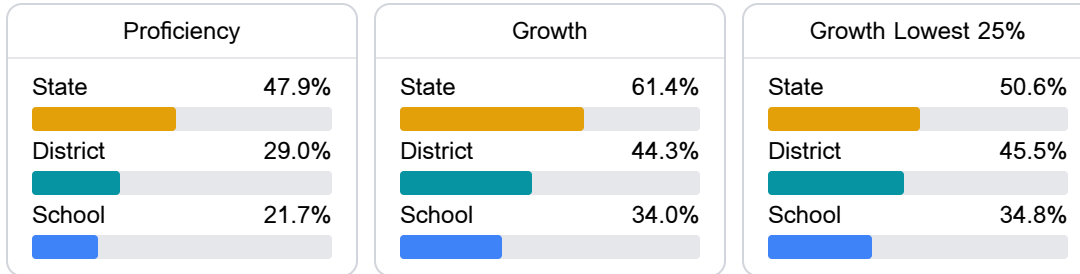 Proficiency
State 47.9%
District 29.0%
School 21.7%
Growth
State 61.4%
District 44.3%
School 34.0%
Growth Lowest 25%
State 50.6%
District 45.5%
School 34.8%